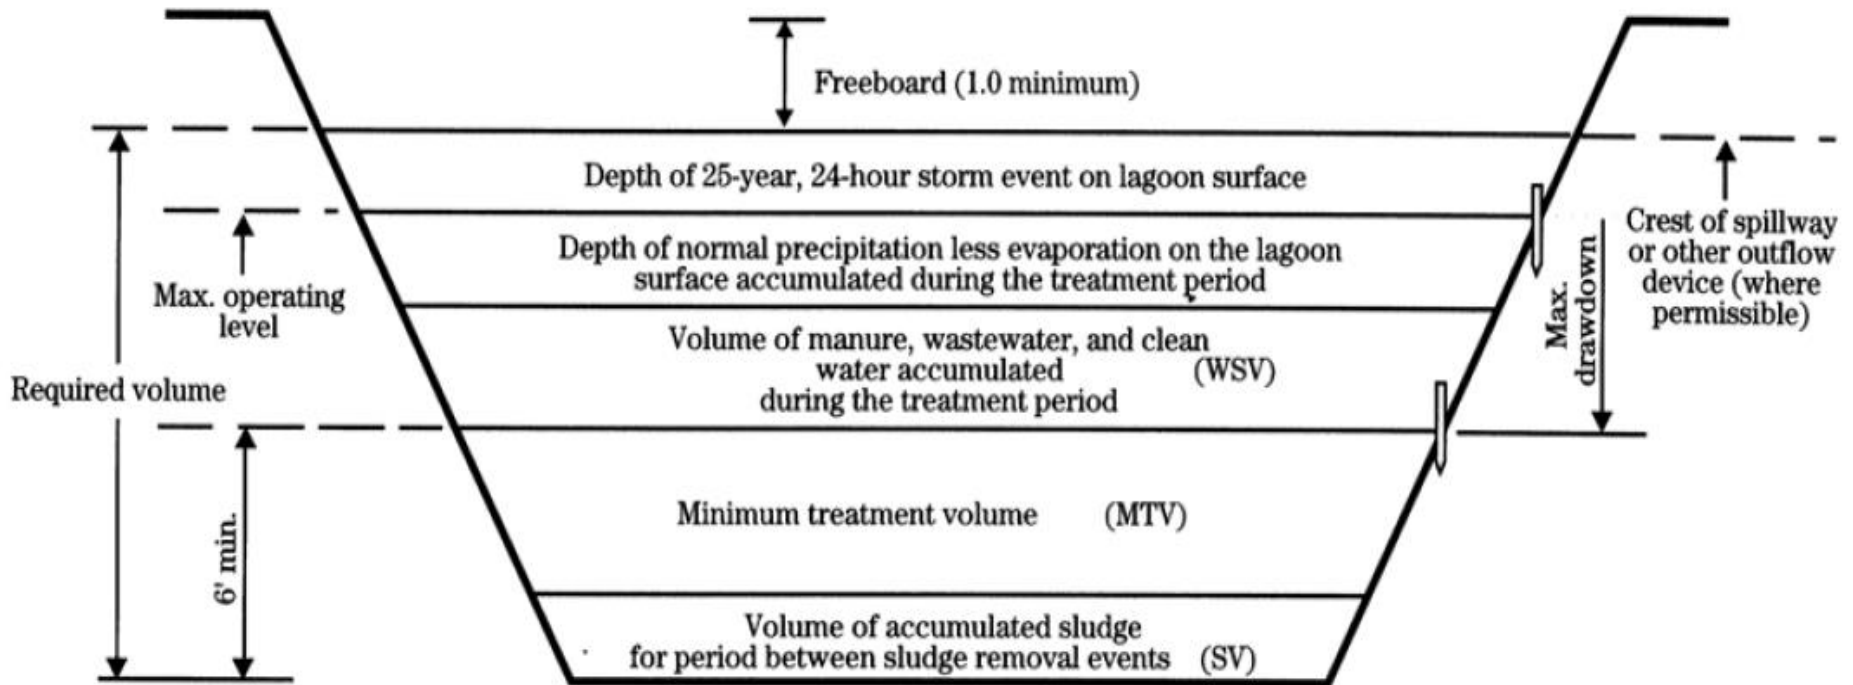 Freeboard (1.0 minimum)
Depth of 25-year, 24-hour storm event on lagoon surface
Depth of normal precipitation less evaporation on the lagoon
surface accumulated during the treatment period
Max. operating
level
Crest of spillway
or other outflow
device (where
permissible)
Max.
drawdown
Volume of manure, wastewater, and clean
water accumulated (WSV)
during the treatment period
Required volume
6' min.
Minimum treatment volume (MTV)
Volume of accumulated sludge
for period between sludge removal events (SV)